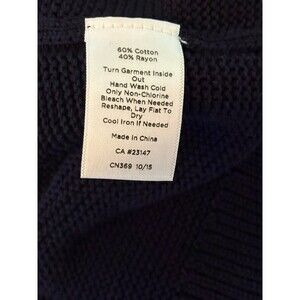 60% Cotton
40% Rayon
Turn Garment Inside
Out
Hand Wash Cold
Only Non-Chlorine
Bleach When Needed
Reshape, Lay Flat To
Dry
Cool Iron If Needed
Made In China
CA #23147
CN369 10/15